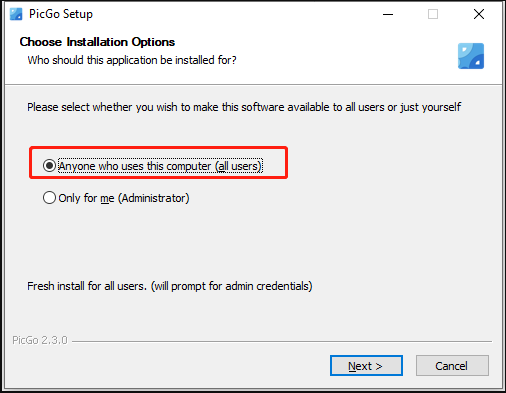 PicGo Setup
Choose Installation Options
Who should this application be installed for?
Please select whether you wish to make this software available to all users or just yourself
Anyone who uses this computer (all users)
Only for me (Administrator)
Fresh install for all users. (will prompt for admin credentials)
PicGo 2.3.0
Next >
Cancel